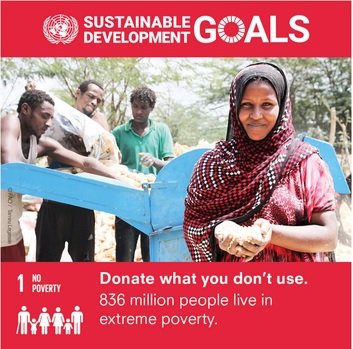 SUSTAINABLE
DEVELOPMENT
GOALS
1 NO
POVERTY
Donate what you don't use.
836 million people live in
extreme poverty.